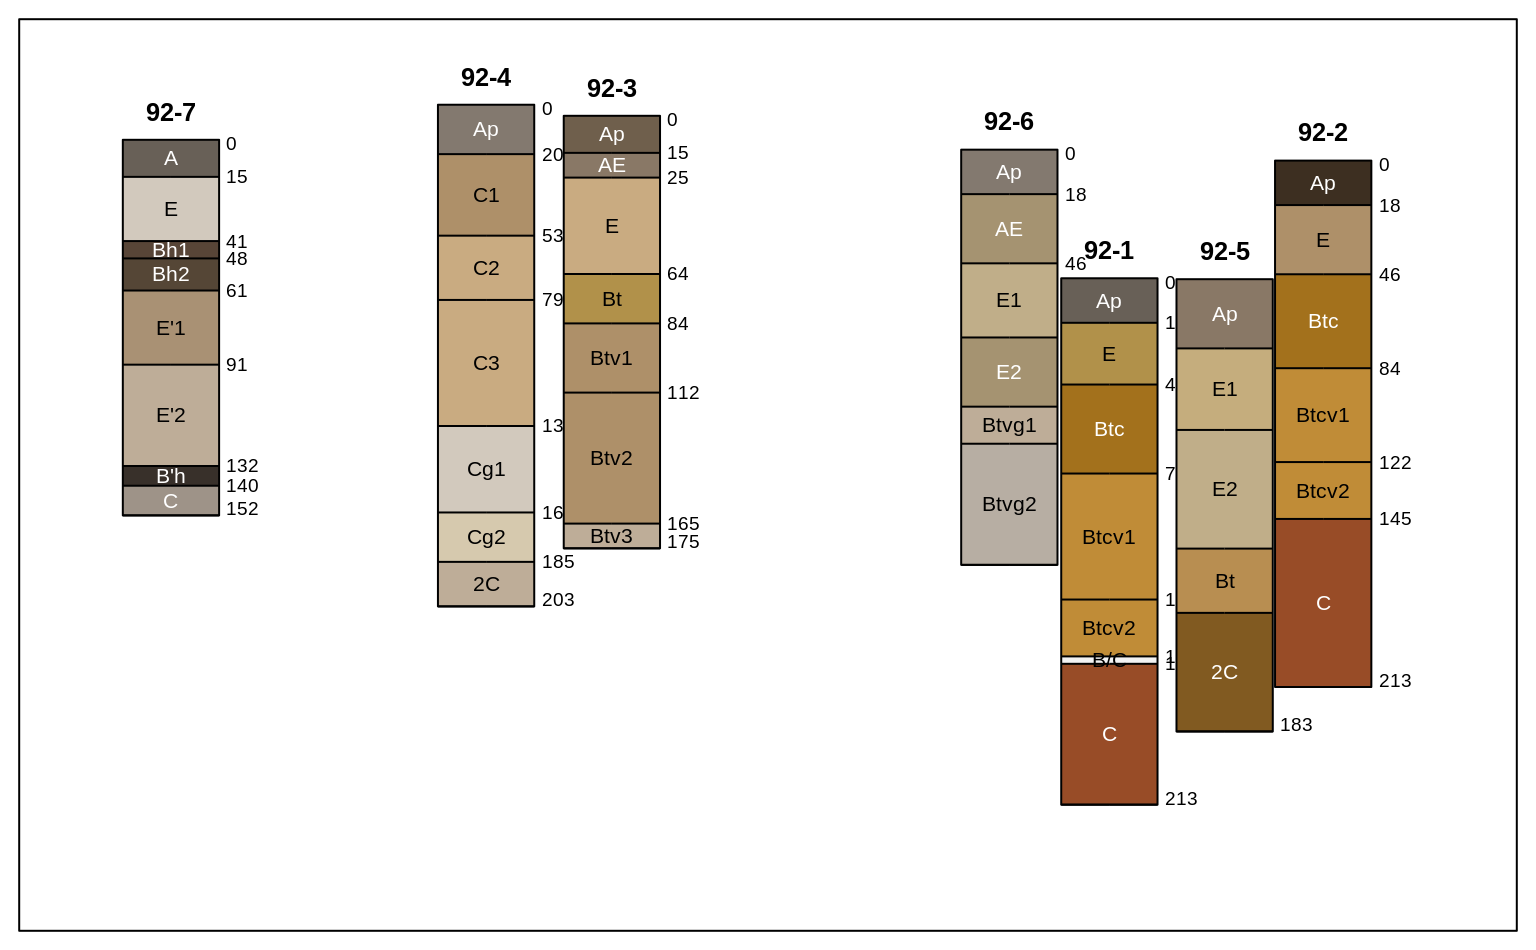 92-7
0
A
15
E
41
Bh1
48
Bh2
61
E'1
91
E'2
132
B'h
140
C
152
92-4
0
Ap
20
C1
53
C2
79
C3
13
Cg1
16
Cg2
185
2C
203
92-3
0
Ap
15
AE
25
E
64
Bt
84
Btv1
112
Btv2
165
Btv3
175
92-6
0
Ap
18
AE
46
E1
E2
Btvg1
Btvg2
92-1
0
Ap
1
E
4
Btc
7
Btcv1
1
Btcv2
1
B/C
1
C
213
92-5
Ap
E1
E2
Bt
2C
183
92-2
0
Ap
18
E
46
Btc
84
Btcv1
122
Btcv2
145
C
213